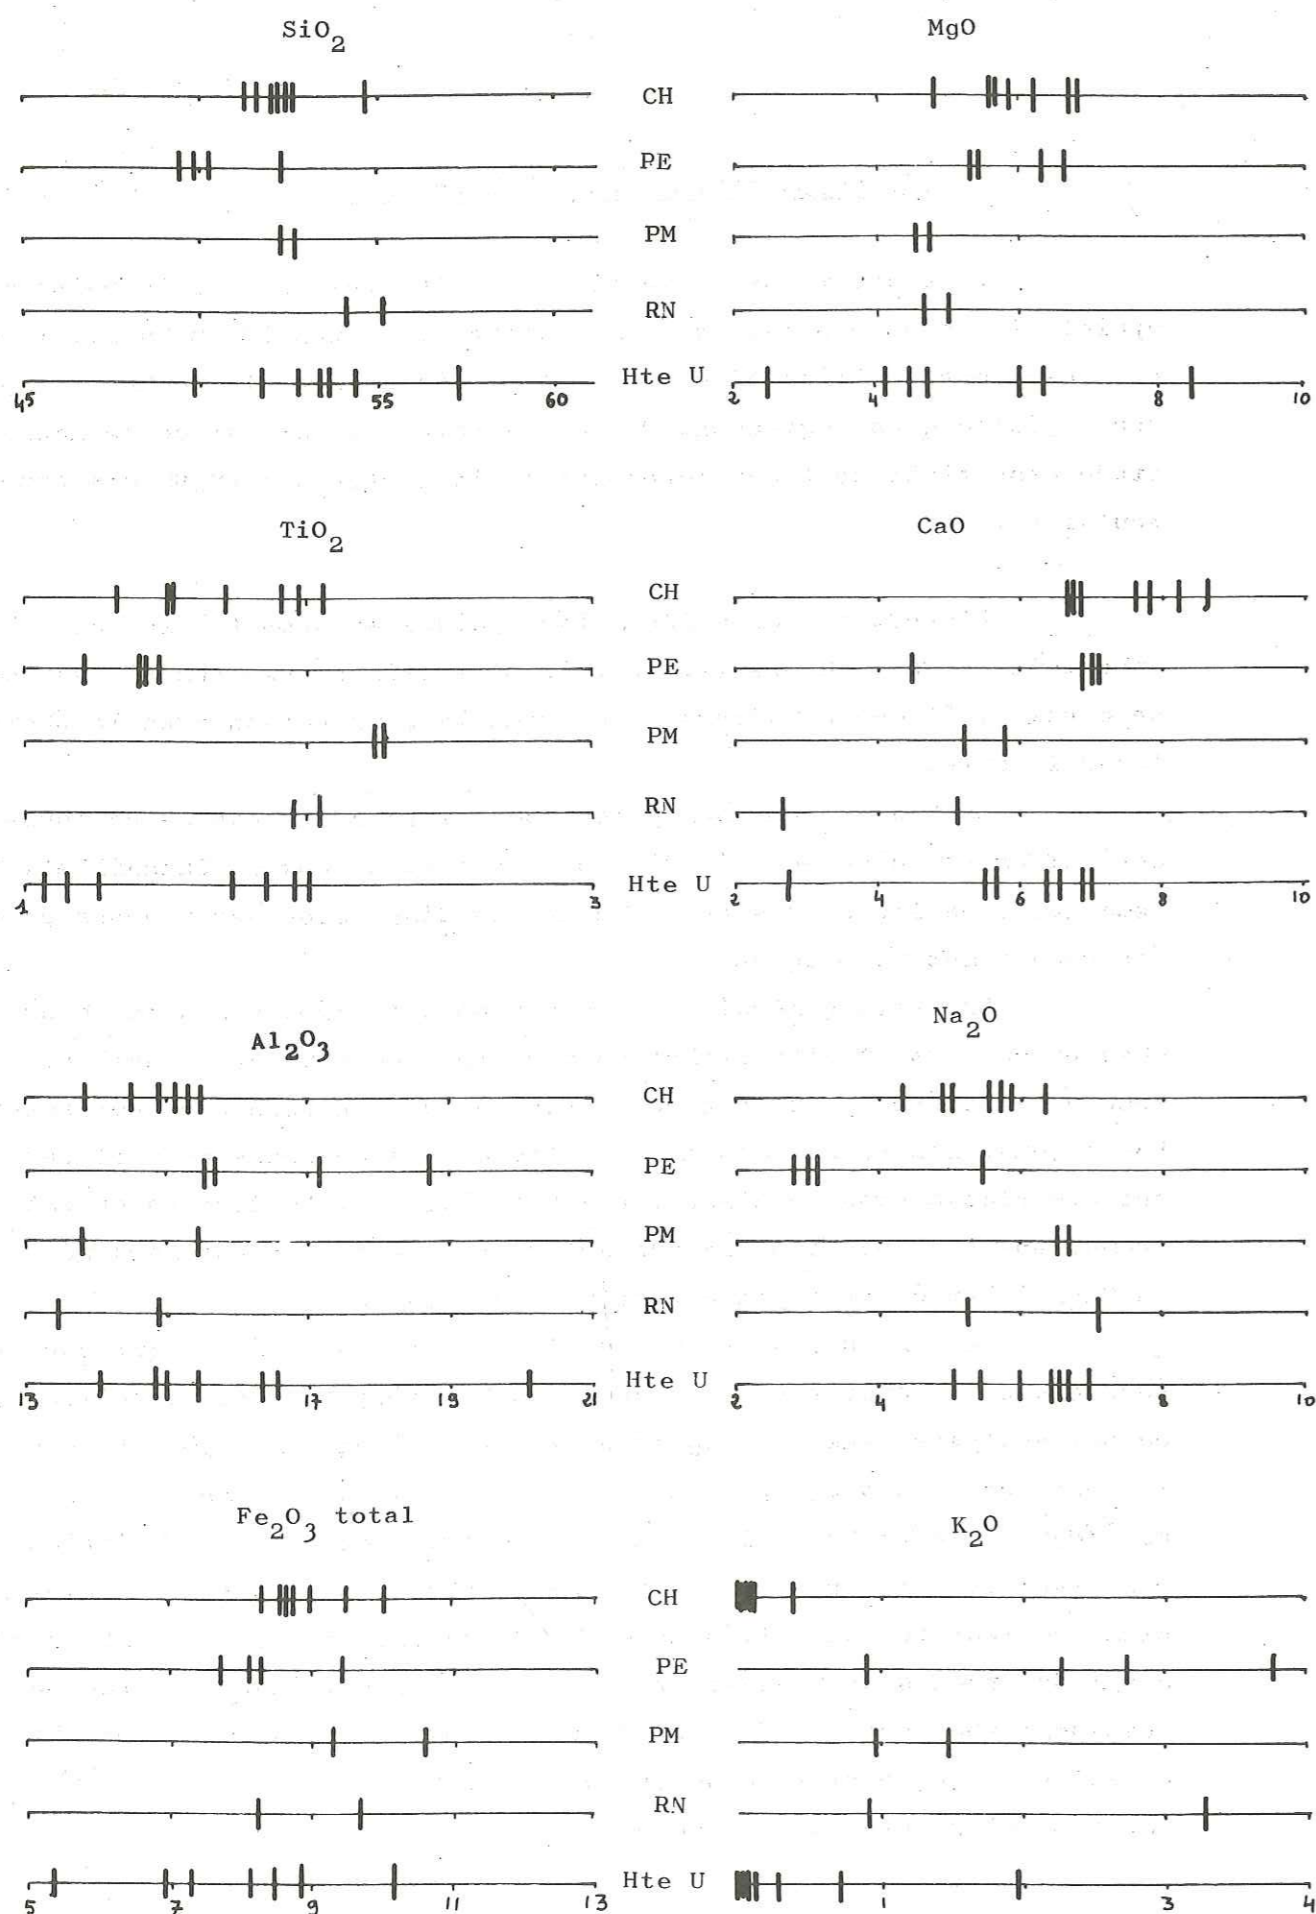 SiO2 MgO
CH
PE
PM
RN
Hte U
45 55 60 2 4 8 10
TiO2 CaO
CH
PE
PM
RN
Hte U
1 3 2 4 6 8 10
Al2O3 Na2O
CH
PE
PM
RN
Hte U
13 17 19 21 2 4 8 10
Fe2O3 total K2O
CH
PE
PM
RN
Hte U
5 7 9 11 13 1 3 4